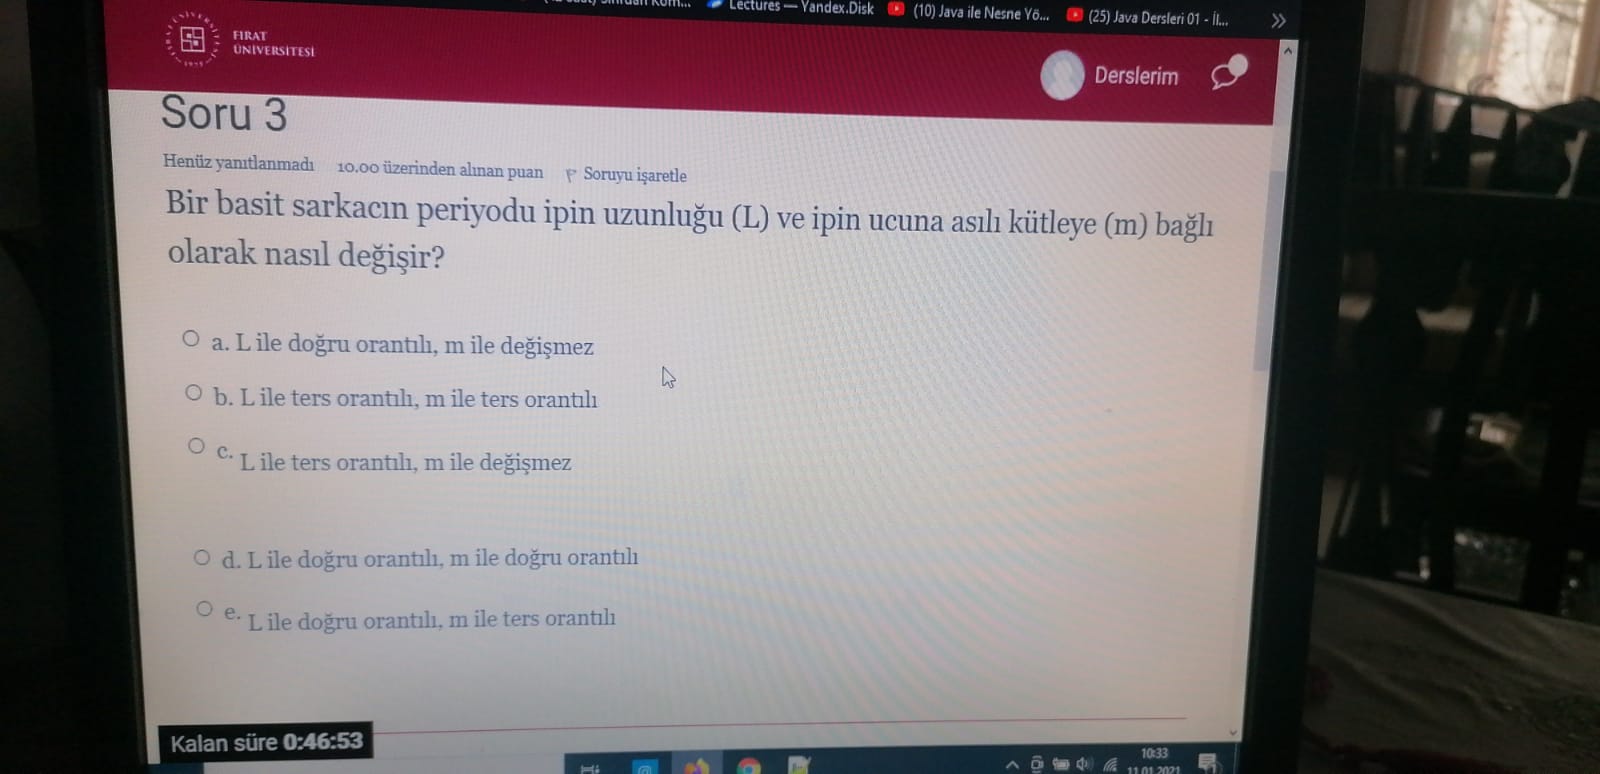 Lectures — Yandex.Disk
(10) Java ile Nesne Yö...
(25) Java Dersleri 01 - İl...
FIRAT
ÜNİVERSİTESİ
Derslerim
Soru 3
Henüz yanıtlanmadı 10.00 üzerinden alınan puan Soruyu işaretle
Bir basit sarkacın periyodu ipin uzunluğu (L) ve ipin ucuna asılı kütleye (m) bağlı
olarak nasıl değişir?
a. L ile doğru orantılı, m ile değişmez
b. L ile ters orantılı, m ile ters orantılı
c. L ile ters orantılı, m ile değişmez
d. L ile doğru orantılı, m ile doğru orantılı
e. L ile doğru orantılı, m ile ters orantılı
Kalan süre 0:46:53
10:33
11.01.2021